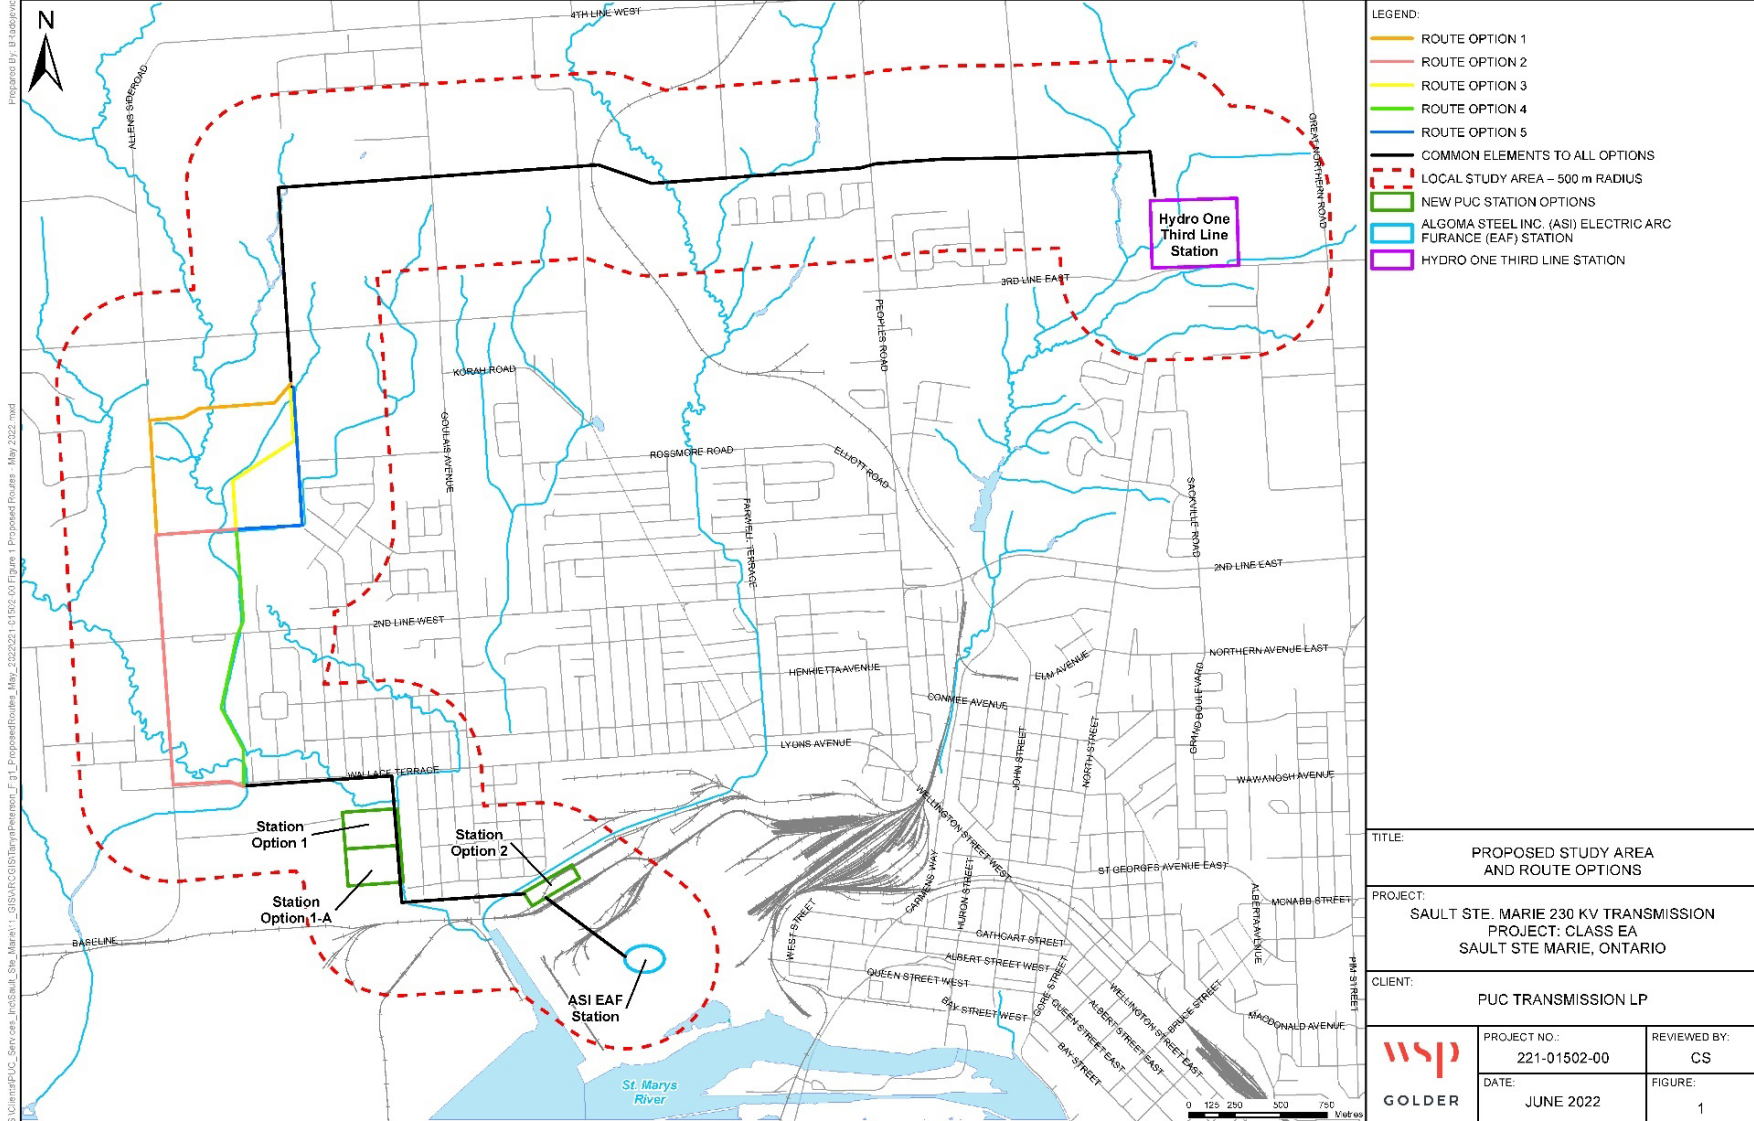 N
4TH LINE WEST
ALLENS SIDEROAD
GREAT NORTHERN ROAD
Hydro One
Third Line
Station
3RD LINE EAST
PEOPLES ROAD
KORAH ROAD
GOULAIS AVENUE
ROSSMORE ROAD
ELLIOTT ROAD
FARWELL TERRACE
SACKVILLE ROAD
2ND LINE EAST
2ND LINE WEST
HENRIETTA AVENUE
ELM AVENUE
NORTHERN AVENUE EAST
CONMEE AVENUE
GRAND BOULEVARD
JOHN STREET
NORTH STREET
LYONS AVENUE
WALLACE TERRACE
WAWANOSH AVENUE
WELLINGTON STREET WEST
Station
Option 1
Station
Option 2
Station
Option 1-A
ST GEORGES AVENUE EAST
CARMENS WAY
HURON STREET
ALBERTA AVENUE
MCNABB STREET
WEST STREET
BASELINE
CATHCART STREET
ALBERT STREET WEST
QUEEN STREET WEST
BAY STREET WEST
GORE STREET
PIM STREET
ASI EAF
Station
WELLINGTON STREET EAST
BRUCE STREET
QUEEN STREET EAST
ALBERT STREET EAST
MACDONALD AVENUE
BAY STREET
St. Marys
River
0 125 250 500 750
Metres
LEGEND:
ROUTE OPTION 1
ROUTE OPTION 2
ROUTE OPTION 3
ROUTE OPTION 4
ROUTE OPTION 5
COMMON ELEMENTS TO ALL OPTIONS
LOCAL STUDY AREA – 500 m RADIUS
NEW PUC STATION OPTIONS
ALGOMA STEEL INC. (ASI) ELECTRIC ARC
FURANCE (EAF) STATION
HYDRO ONE THIRD LINE STATION
TITLE:
PROPOSED STUDY AREA
AND ROUTE OPTIONS
PROJECT:
SAULT STE. MARIE 230 KV TRANSMISSION
PROJECT: CLASS EA
SAULT STE MARIE, ONTARIO
CLIENT:
PUC TRANSMISSION LP
wsp
GOLDER
PROJECT NO.:
221-01502-00
REVIEWED BY:
CS
DATE:
JUNE 2022
FIGURE:
1